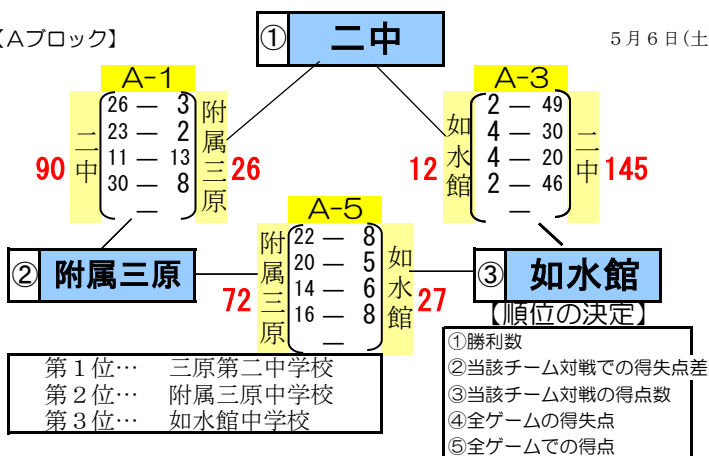 【Aブロック】
① 二中
5月6日(土
A-1
二中
90
26 ― 3
23 ― 2
11 ― 13
30 ― 8
―
附属三原
26
A-3
如水館
12
2 ― 49
4 ― 30
4 ― 20
2 ― 46
―
二中
145
A-5
附属三原
72
22 ― 8
20 ― 5
14 ― 6
16 ― 8
―
如水館
27
② 附属三原
③ 如水館
第1位… 三原第二中学校
第2位… 附属三原中学校
第3位… 如水館中学校
【順位の決定】
①勝利数
②当該チーム対戦での得失点差
③当該チーム対戦の得点数
④全ゲームの得失点
⑤全ゲームでの得点